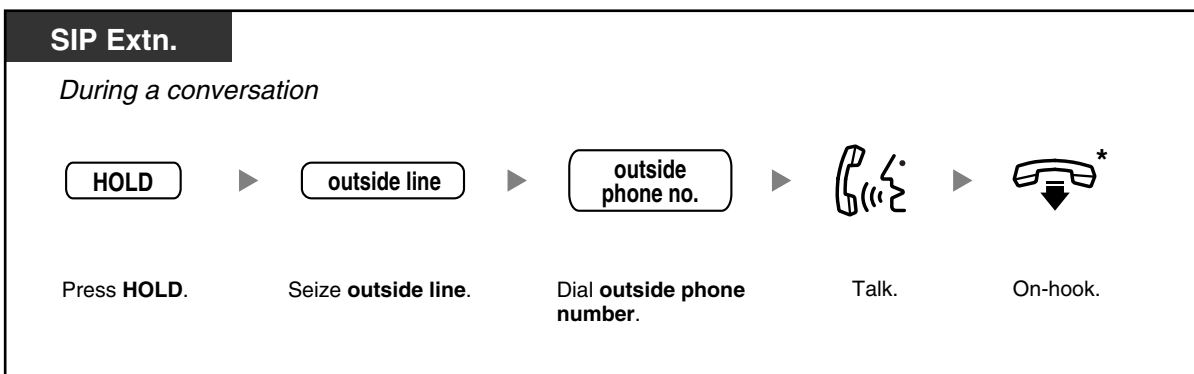 SIP Extn.
During a conversation
HOLD
outside line
outside
phone no.
*
Press HOLD.
Seize outside line.
Dial outside phone
number.
Talk.
On-hook.